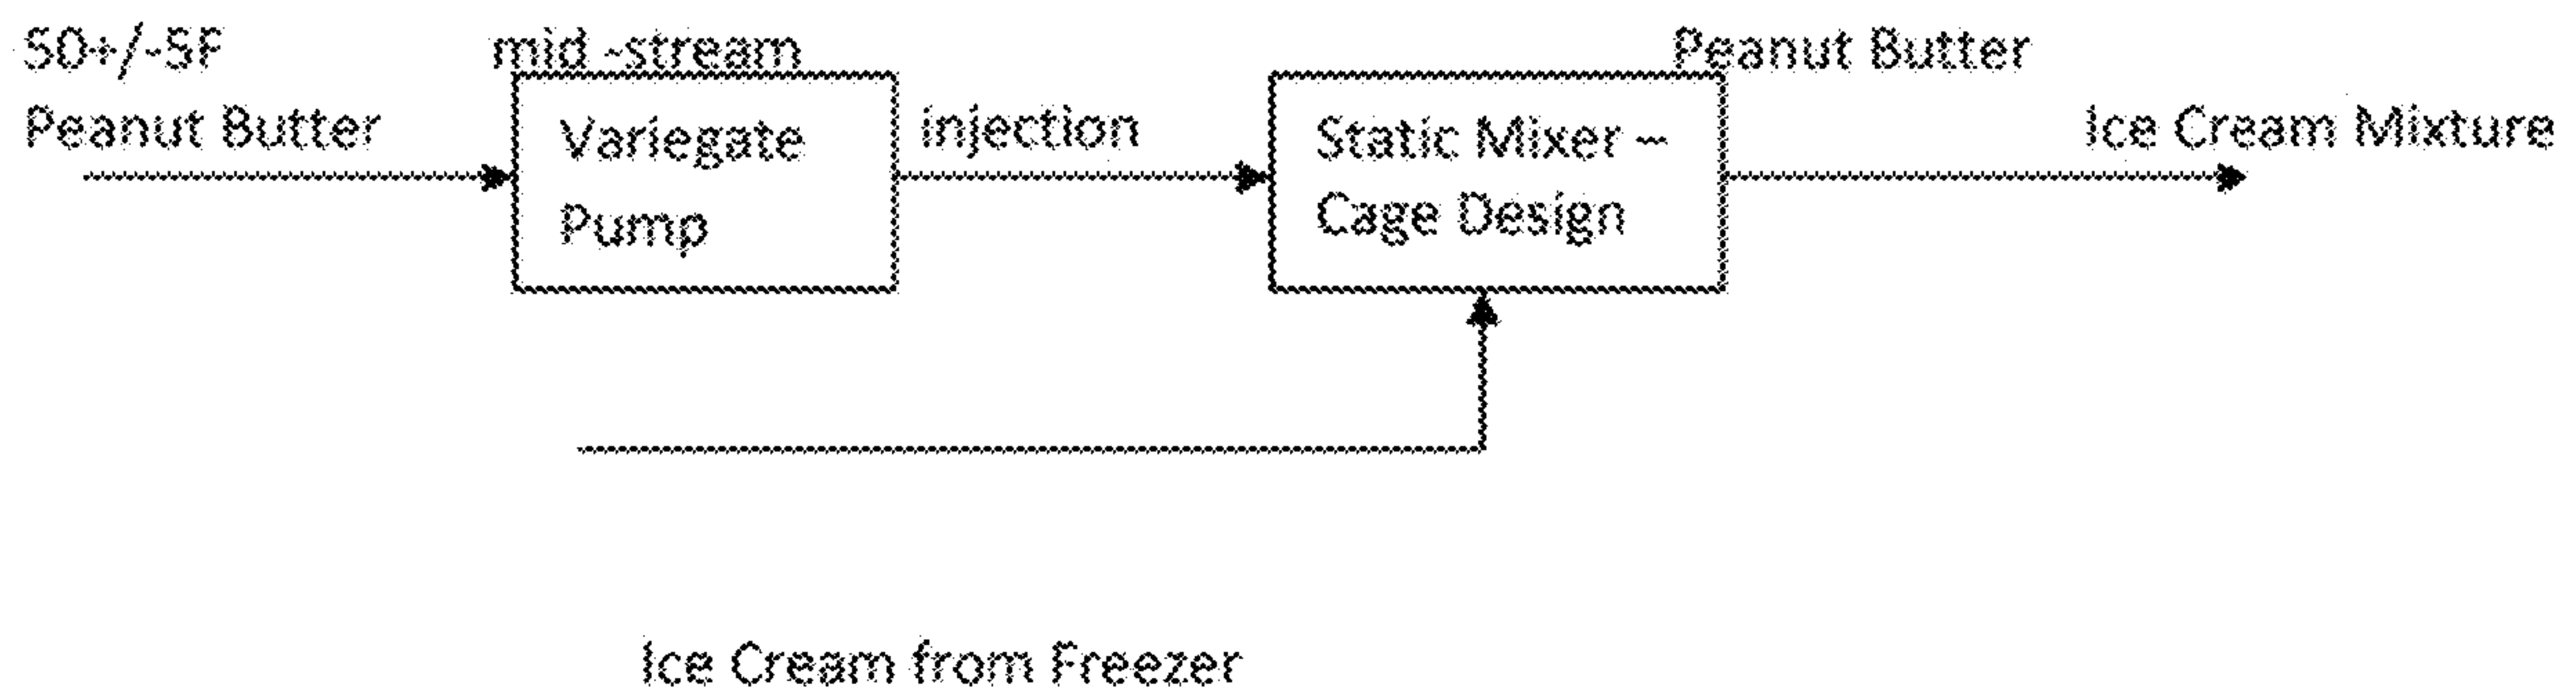 50+/-5F
mid -stream
Peanut Butter
Peanut Butter
Variegate
Pump
injection
Static Mixer –
Cage Design
Ice Cream Mixture
Ice Cream from Freezer